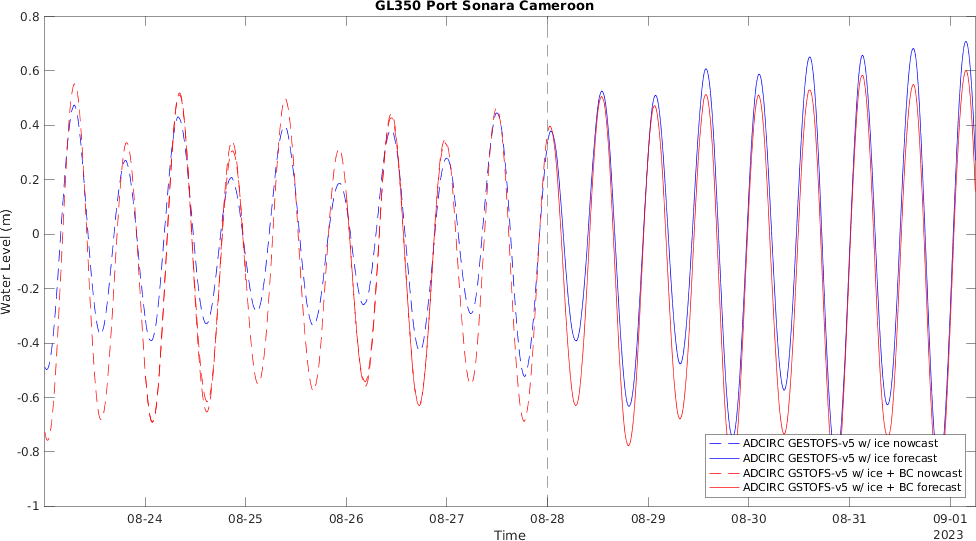 GL350 Port Sonara Cameroon
Water Level (m)
0.8
0.6
0.4
0.2
0
-0.2
-0.4
-0.6
-0.8
-1
ADCIRC GESTOFS-v5 w/ ice nowcast
ADCIRC GESTOFS-v5 w/ ice forecast
ADCIRC GSTOFS-v5 w/ ice + BC nowcast
ADCIRC GSTOFS-v5 w/ ice + BC forecast
08-24 08-25 08-26 08-27 08-28 08-29 08-30 08-31 09-01
2023
Time